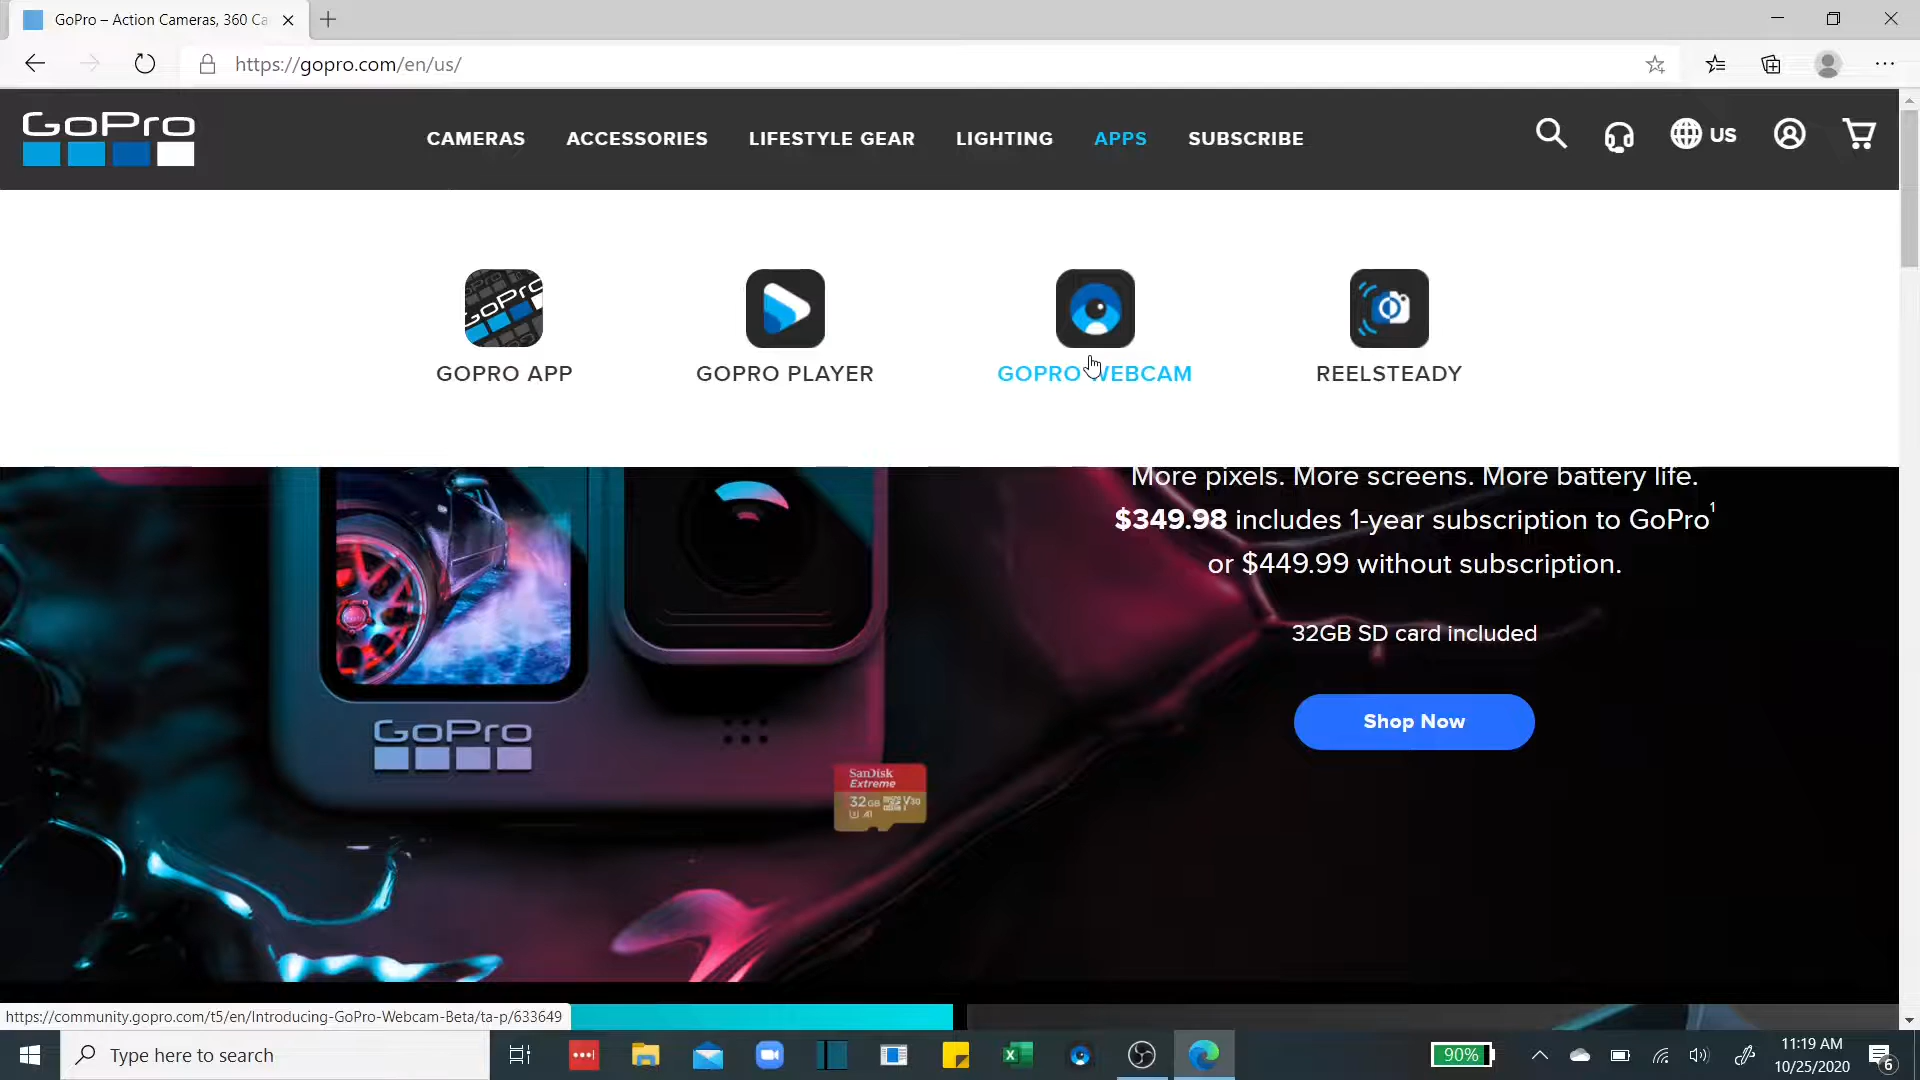 GoPro – Action Cameras, 360 Ca
https://gopro.com/en/us/
GoPro
CAMERAS
ACCESSORIES
LIFESTYLE GEAR
LIGHTING
APPS
SUBSCRIBE
US
GoPro
GOPRO APP
GOPRO PLAYER
GOPRO WEBCAM
REELSTEADY
More pixels. More screens. More battery life.
$349.98 includes 1-year subscription to GoPro¹
or $449.99 without subscription.
32GB SD card included
Shop Now
GoPro
SanDisk
Extreme
32GB V30
A1
https://community.gopro.com/t5/en/Introducing-GoPro-Webcam-Beta/ta-p/633649
Type here to search
90%
11:19 AM
10/25/2020
6